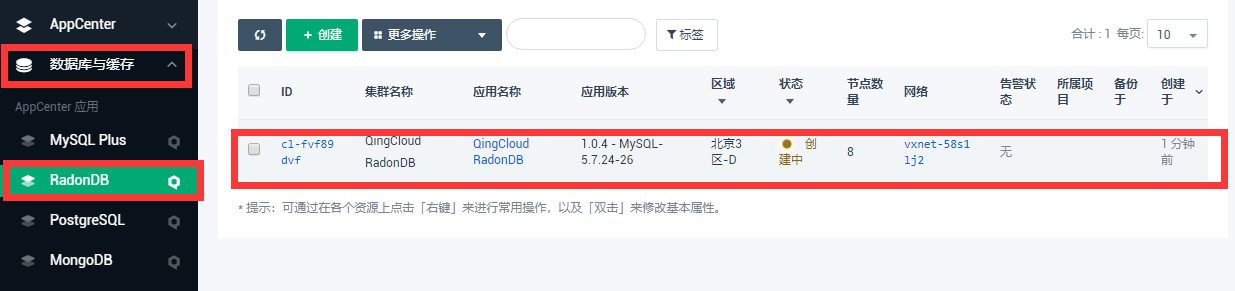 AppCenter
数据库与缓存
AppCenter 应用
MySQL Plus
RadonDB
PostgreSQL
MongoDB
+ 创建
更多操作
标签
合计 : 1 每页: 10
ID
集群名称
应用名称
应用版本
区域
状态
节点数
量
网络
告警状
态
所属项
目
备份
于
创建
于
cl-fvf89
dvf
QingCloud
RadonDB
QingCloud
RadonDB
1.0.4 - MySQL-
5.7.24-26
北京3
区-D
创
建中
8
vxnet-58s1
lj2
无
1 分钟
前
* 提示：可通过在各个资源上点击「右键」来进行常用操作，以及「双击」来修改基本属性。